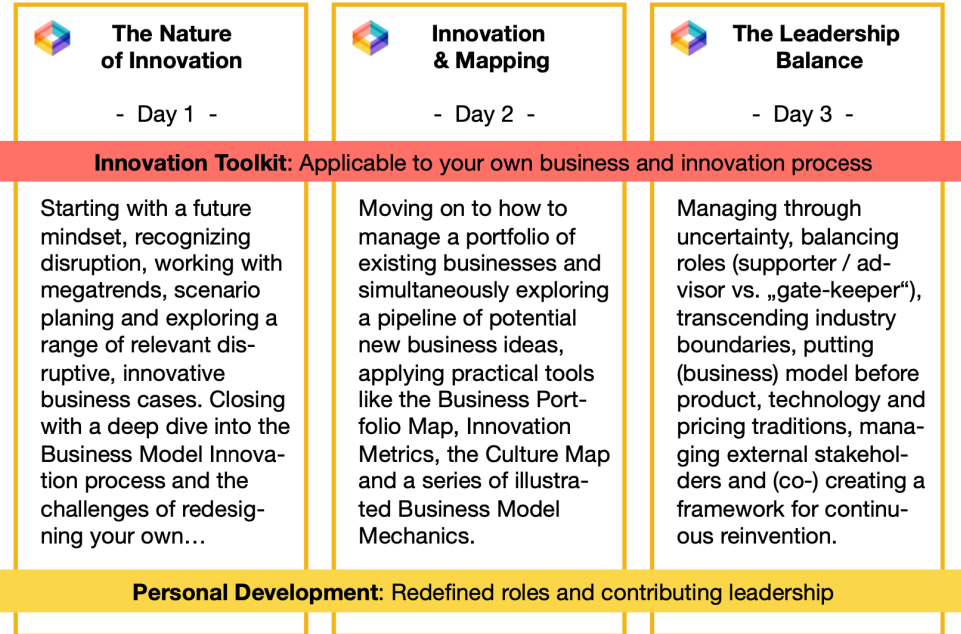 The Nature
of Innovation
- Day 1 -
Innovation
& Mapping
- Day 2 -
The Leadership
Balance
- Day 3 -
Innovation Toolkit: Applicable to your own business and innovation process
Starting with a future
mindset, recognizing
disruption, working with
megatrends, scenario
planing and exploring a
range of relevant dis-
ruptive, innovative
business cases. Closing
with a deep dive into the
Business Model Innova-
tion process and the
challenges of redesig-
ning your own…
Moving on to how to
manage a portfolio of
existing businesses and
simultaneously exploring
a pipeline of potential
new business ideas,
applying practical tools
like the Business Port-
folio Map, Innovation
Metrics, the Culture Map
and a series of illustra-
ted Business Model
Mechanics.
Managing through
uncertainty, balancing
roles (supporter / ad-
visor vs. „gate-keeper“),
transcending industry
boundaries, putting
(business) model before
product, technology and
pricing traditions, mana-
ging external stakehol-
ders and (co-) creating a
framework for continu-
ous reinvention.
Personal Development: Redefined roles and contributing leadership